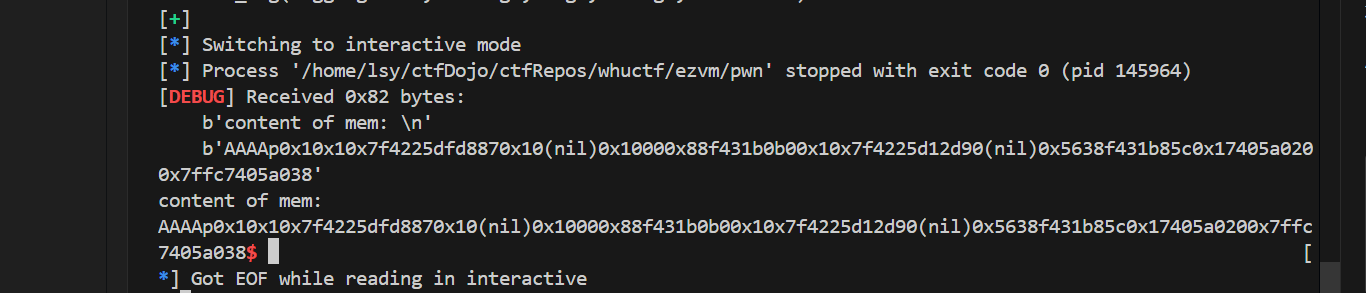 [+]
[*] Switching to interactive mode
[*] Process '/home/lsy/ctfDojo/ctfRepos/whuctf/ezvm/pwn' stopped with exit code 0 (pid 145964)
[DEBUG] Received 0x82 bytes:
b'content of mem: \n'
b'AAAAp0x10x10x7f4225dfd8870x10(nil)0x10000x88f431b0b00x10x7f4225d12d90(nil)0x5638f431b85c0x17405a020
0x7ffc7405a038'
content of mem:
AAAAp0x10x10x7f4225dfd8870x10(nil)0x10000x88f431b0b00x10x7f4225d12d90(nil)0x5638f431b85c0x17405a0200x7ffc
7405a038$ [
*] Got EOF while reading in interactive